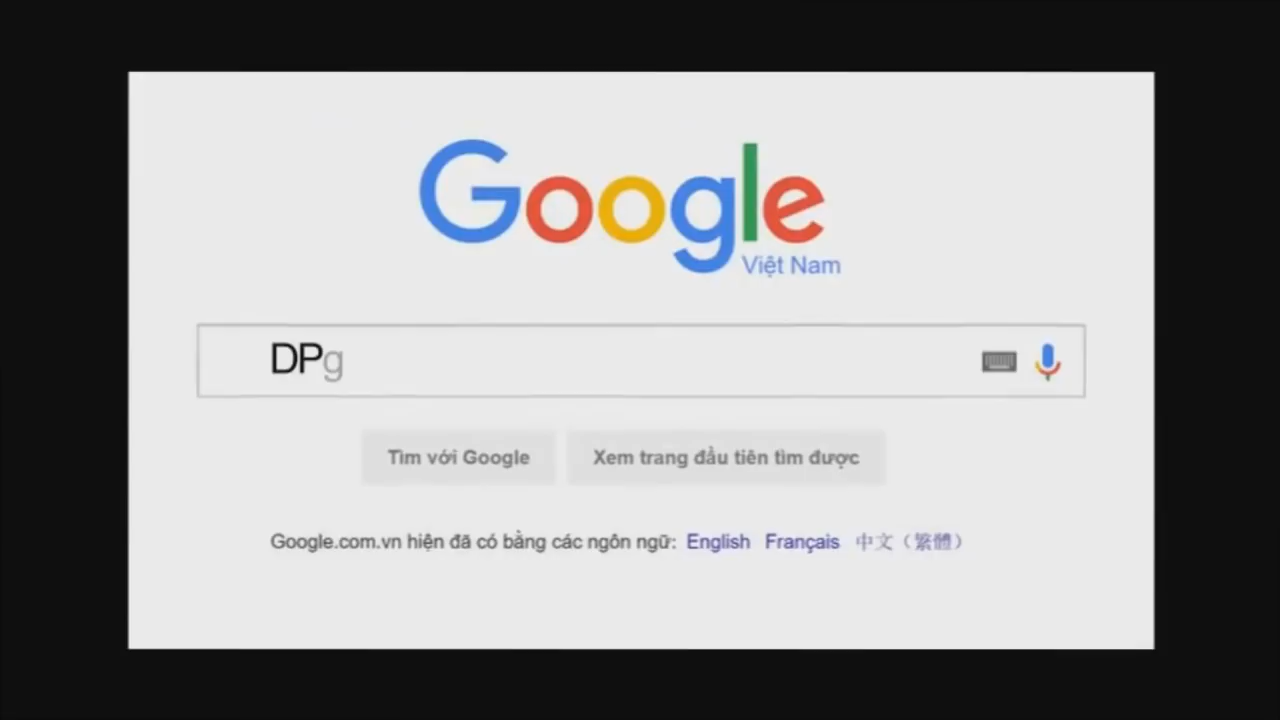 Google
Việt Nam
DPg
Tìm với Google
Xem trang đầu tiên tìm được
Google.com.vn hiện đã có bằng các ngôn ngữ: English Français 中文（繁體）